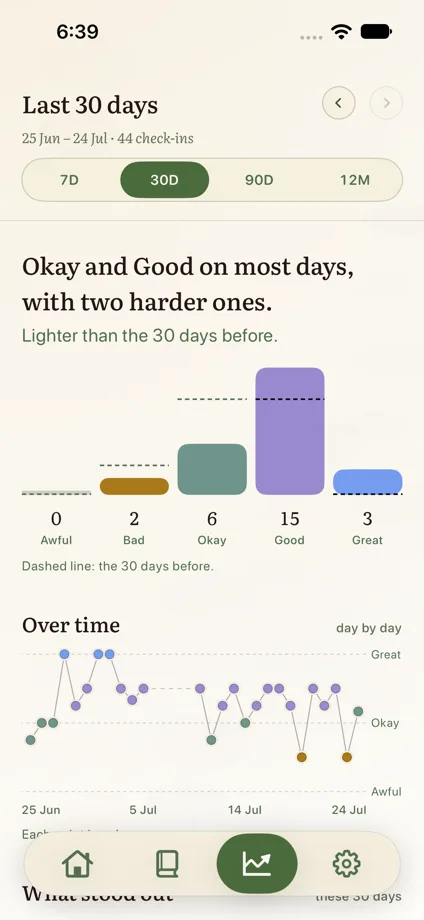 6:39
Last 30 days
25 Jun – 24 Jul · 44 check-ins
7D 30D 90D 12M
Okay and Good on most days,
with two harder ones.
Lighter than the 30 days before.
0 2 6 15 3
Awful Bad Okay Good Great
Dashed line: the 30 days before.
Over time day by day
Great
Okay
Awful
25 Jun 5 Jul 14 Jul 24 Jul
What stood out these 30 days